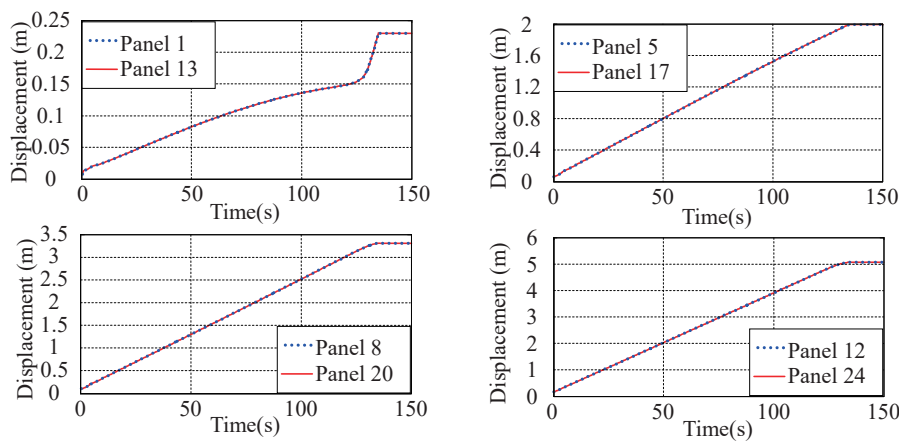 Displacement (m)
0.25
0.2
0.15
0.1
0.05
0
Panel 1
Panel 13
0 50 100 150
Time(s)
Displacement (m)
2
1.6
1.2
0.8
0.4
0
Panel 5
Panel 17
0 50 100 150
Time(s)
Displacement (m)
3.5
3
2.5
2
1.5
1
0.5
0
Panel 8
Panel 20
0 50 100 150
Time(s)
Displacement (m)
6
5
4
3
2
1
0
Panel 12
Panel 24
0 50 100 150
Time(s)